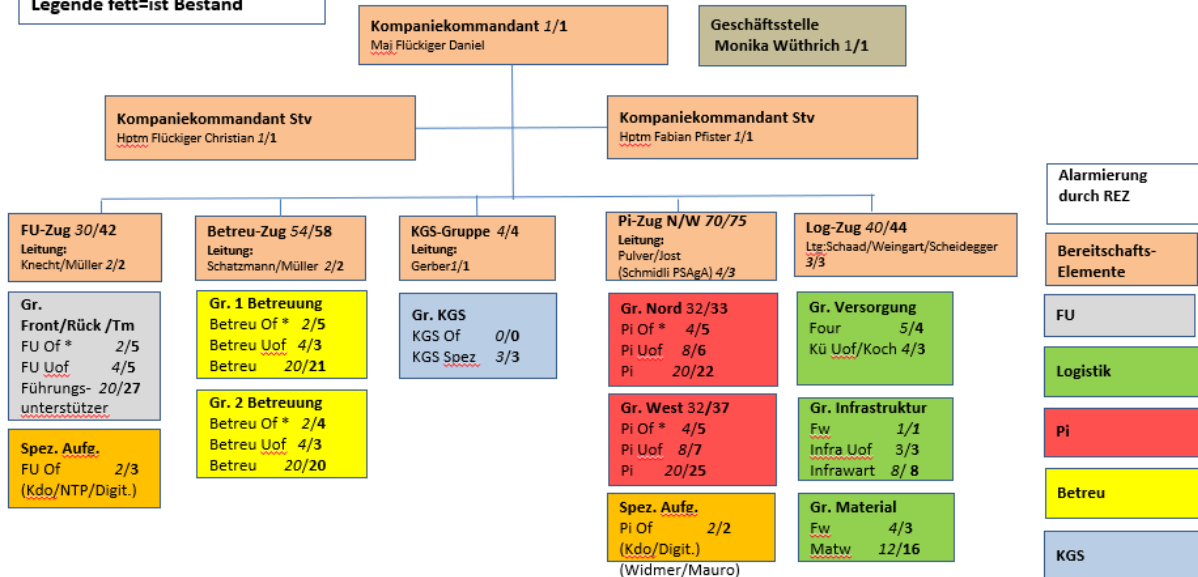 Legende fett=ist Bestand
Kompaniekommandant 1/1
Maj Flückiger Daniel
Geschäftsstelle
Monika Wüthrich 1/1
Kompaniekommandant Stv
Hptm Flückiger Christian 1/1
Kompaniekommandant Stv
Hptm Fabian Pfister 1/1
Alarmierung
durch REZ
FU-Zug 30/42
Leitung:
Knecht/Müller 2/2
Betreu-Zug 54/58
Leitung:
Schatzmann/Müller 2/2
KGS-Gruppe 4/4
Leitung:
Gerber1/1
Pi-Zug N/W 70/75
Leitung:
Pulver/Jost
(Schmidli PSAgA) 4/3
Log-Zug 40/44
Ltg:Schaad/Weingart/Scheidegger
3/3
Bereitschafts-
Elemente
Gr.
Front/Rück /Tm
FU Of * 2/5
FU Uof 4/5
Führungs- 20/27
unterstützer
Spez. Aufg.
FU Of 2/3
(Kdo/NTP/Digit.)
Gr. 1 Betreuung
Betreu Of * 2/5
Betreu Uof 4/3
Betreu 20/21
Gr. 2 Betreuung
Betreu Of * 2/4
Betreu Uof 4/3
Betreu 20/20
Gr. KGS
KGS Of 0/0
KGS Spez 3/3
Gr. Nord 32/33
Pi Of * 4/5
Pi Uof 8/6
Pi 20/22
Gr. West 32/37
Pi Of * 4/5
Pi Uof 8/7
Pi 20/25
Spez. Aufg.
Pi Of 2/2
(Kdo/Digit.)
(Widmer/Mauro)
Gr. Versorgung
Four 5/4
Kü Uof/Koch 4/3
Gr. Infrastruktur
Fw 1/1
Infra Uof 3/3
Infrawart 8/ 8
Gr. Material
Fw 4/3
Matw 12/16
FU
Logistik
Pi
Betreu
KGS